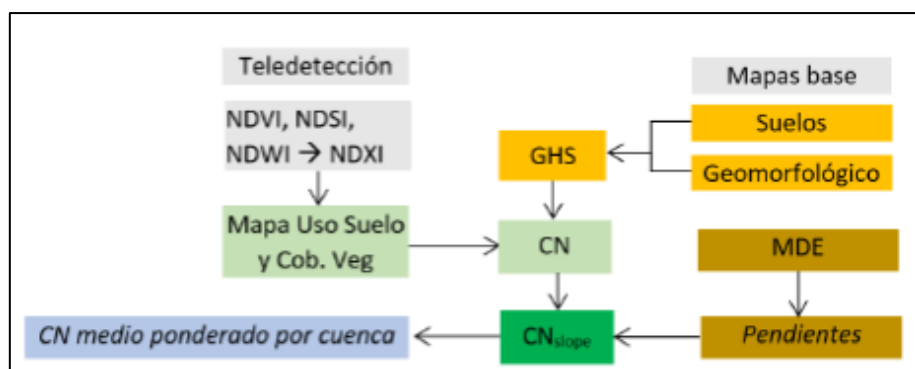 Teledetección
NDVI, NDSI,
NDWI → NDXI
Mapa Uso Suelo
y Cob. Veg
CN medio ponderado por cuenca
GHS
CN
CNslope
Mapas base
Suelos
Geomorfológico
MDE
Pendientes